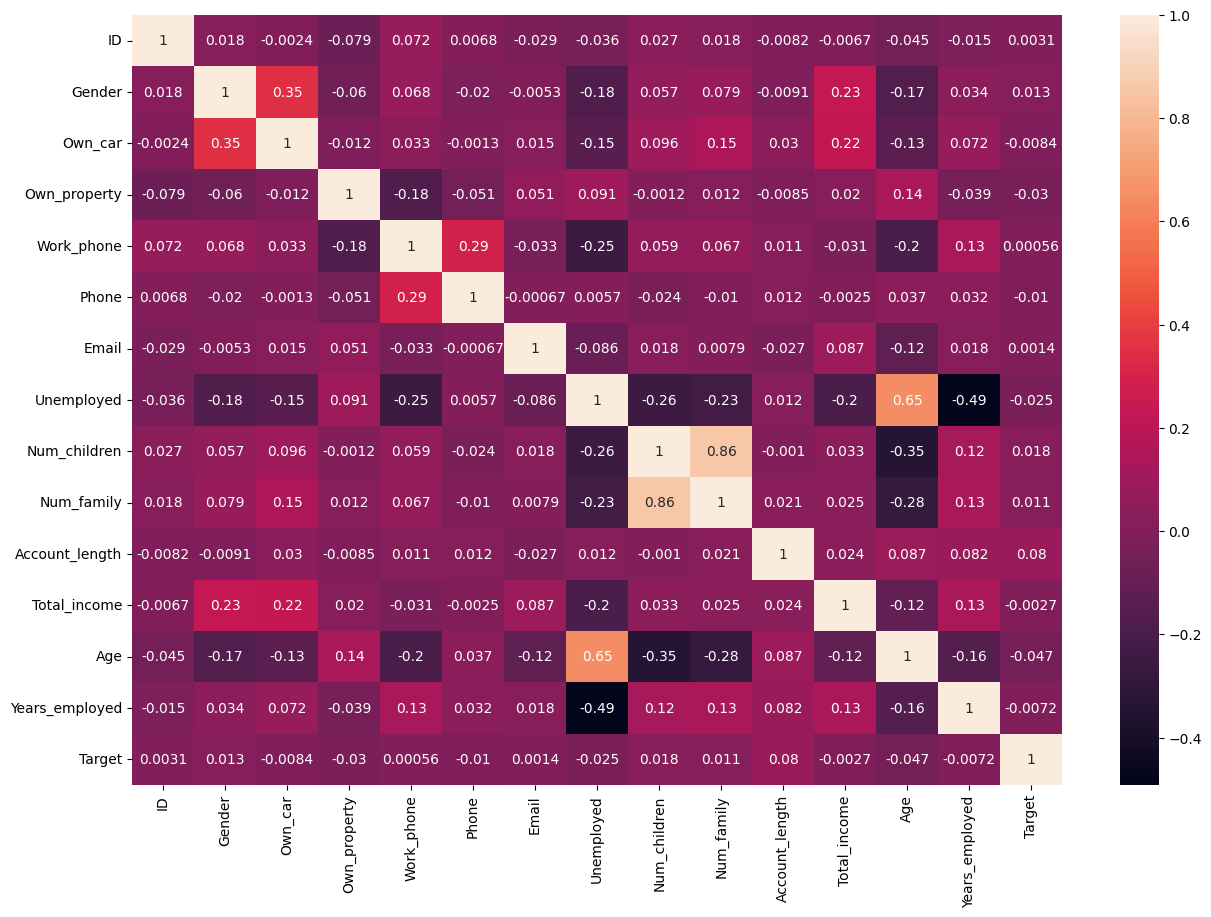 ID 1 0.018 -0.0024 -0.079 0.072 0.0068 -0.029 -0.036 0.027 0.018 -0.0082 -0.0067 -0.045 -0.015 0.0031
Gender 0.018 1 0.35 -0.06 0.068 -0.02 -0.0053 -0.18 0.057 0.079 -0.0091 0.23 -0.17 0.034 0.013
Own_car -0.0024 0.35 1 -0.012 0.033 -0.0013 0.015 -0.15 0.096 0.15 0.03 0.22 -0.13 0.072 -0.0084
Own_property -0.079 -0.06 -0.012 1 -0.18 -0.051 0.051 0.091 -0.0012 0.012 -0.0085 0.02 0.14 -0.039 -0.03
Work_phone 0.072 0.068 0.033 -0.18 1 0.29 -0.033 -0.25 0.059 0.067 0.011 -0.031 -0.2 0.13 0.00056
Phone 0.0068 -0.02 -0.0013 -0.051 0.29 1 -0.00067 0.0057 -0.024 -0.01 0.012 -0.0025 0.037 0.032 -0.01
Email -0.029 -0.0053 0.015 0.051 -0.033 -0.00067 1 -0.086 0.018 0.0079 -0.027 0.087 -0.12 0.018 0.0014
Unemployed -0.036 -0.18 -0.15 0.091 -0.25 0.0057 -0.086 1 -0.26 -0.23 0.012 -0.2 0.65 -0.49 -0.025
Num_children 0.027 0.057 0.096 -0.0012 0.059 -0.024 0.018 -0.26 1 0.86 -0.001 0.033 -0.35 0.12 0.018
Num_family 0.018 0.079 0.15 0.012 0.067 -0.01 0.0079 -0.23 0.86 1 0.021 0.025 -0.28 0.13 0.011
Account_length -0.0082 -0.0091 0.03 -0.0085 0.011 0.012 -0.027 0.012 -0.001 0.021 1 0.024 0.087 0.082 0.08
Total_income -0.0067 0.23 0.22 0.02 -0.031 -0.0025 0.087 -0.2 0.033 0.025 0.024 1 -0.12 0.13 -0.0027
Age -0.045 -0.17 -0.13 0.14 -0.2 0.037 -0.12 0.65 -0.35 -0.28 0.087 -0.12 1 -0.16 -0.047
Years_employed -0.015 0.034 0.072 -0.039 0.13 0.032 0.018 -0.49 0.12 0.13 0.082 0.13 -0.16 1 -0.0072
Target 0.0031 0.013 -0.0084 -0.03 0.00056 -0.01 0.0014 -0.025 0.018 0.011 0.08 -0.0027 -0.047 -0.0072 1
ID
Gender
Own_car
Own_property
Work_phone
Phone
Email
Unemployed
Num_children
Num_family
Account_length
Total_income
Age
Years_employed
Target
1.0
0.8
0.6
0.4
0.2
0.0
−0.2
−0.4